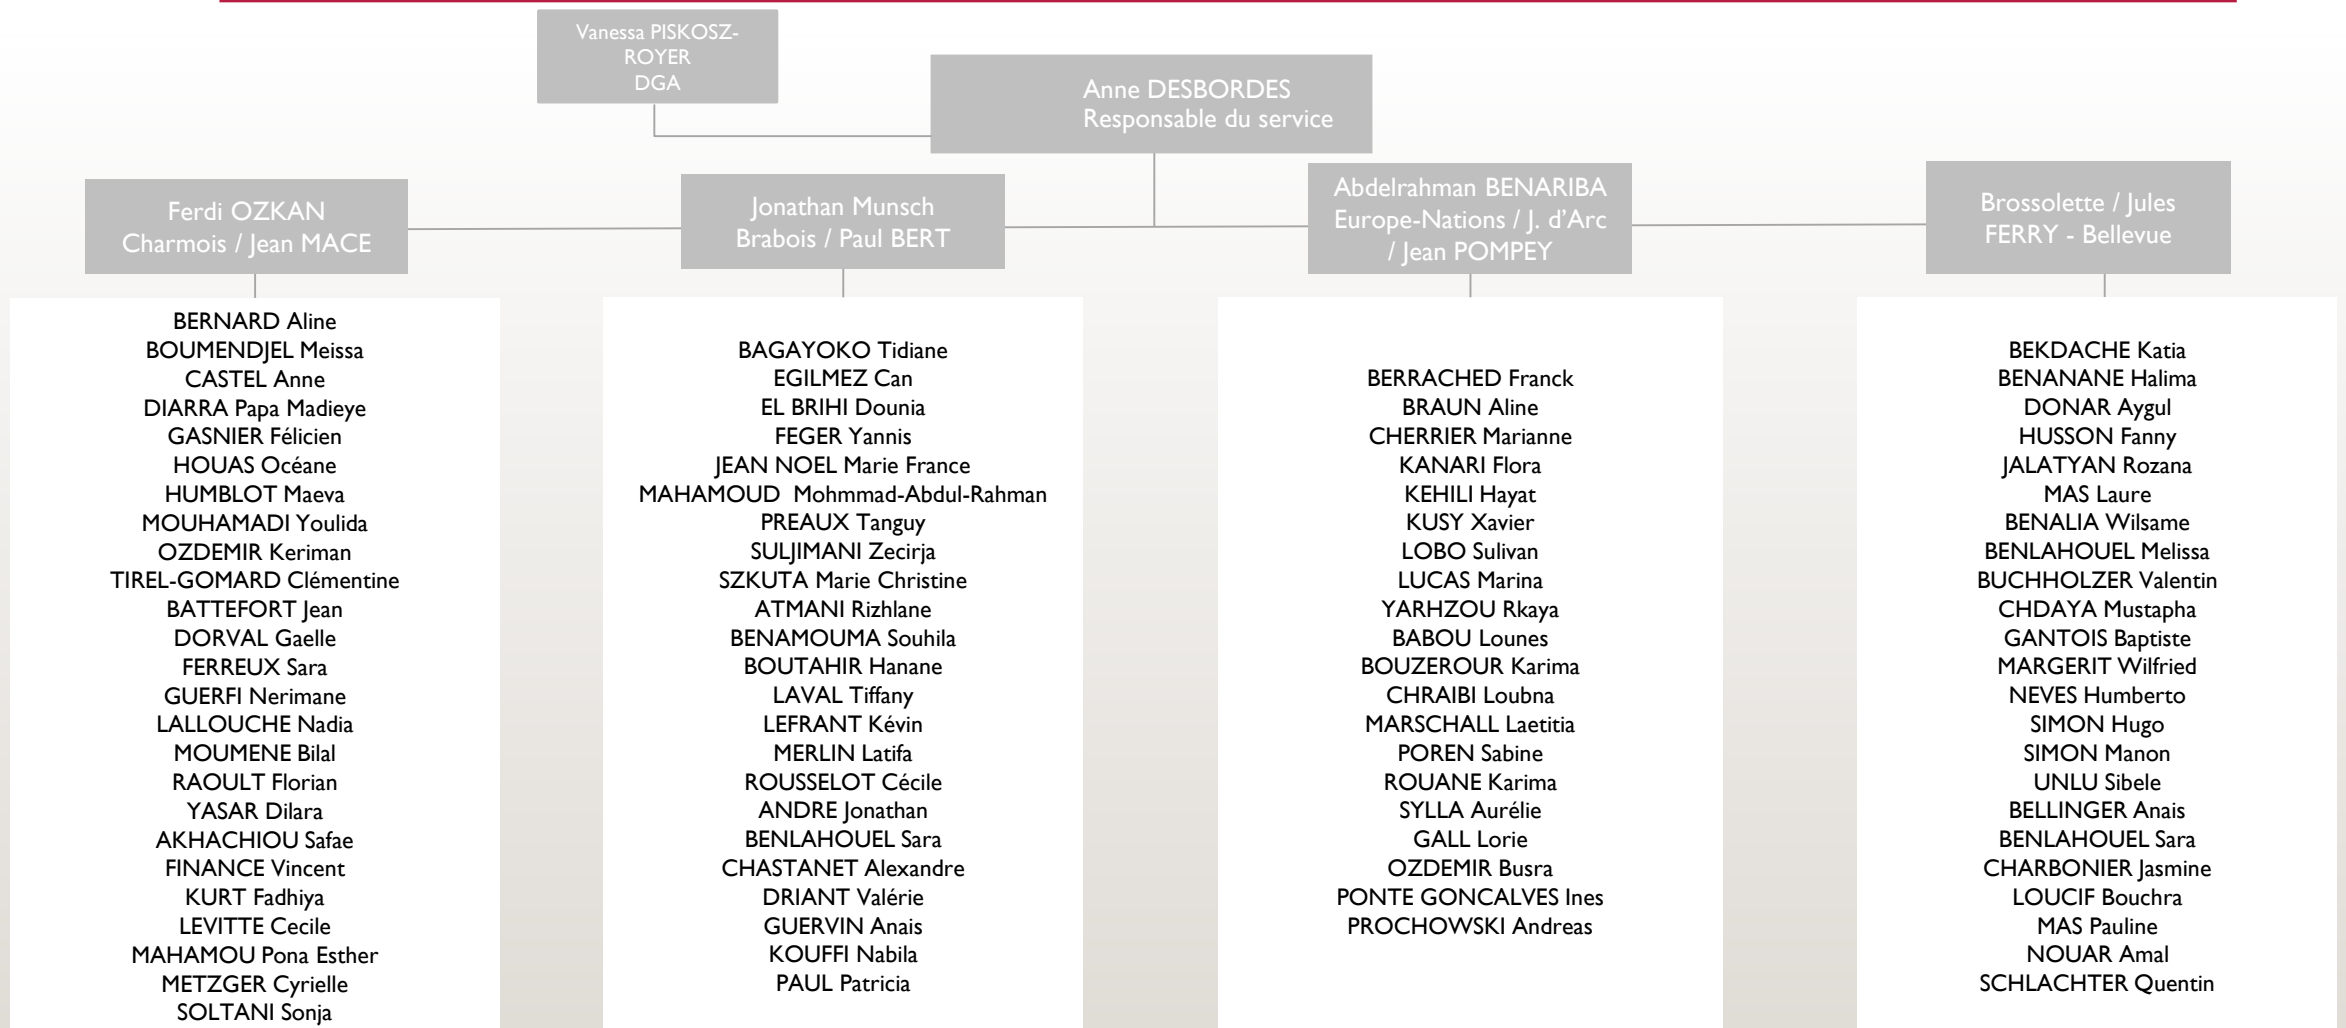 Vanessa PISKOSZ-
ROYER
DGA
Anne DESBORDES
Responsable du service
Ferdi OZKAN
Charmois / Jean MACE
Jonathan Munsch
Brabois / Paul BERT
Abdelrahman BENARIBA
Europe-Nations / J. d’Arc
/ Jean POMPEY
Brossolette / Jules
FERRY - Bellevue
BERNARD Aline
BOUMENDJEL Meissa
CASTEL Anne
DIARRA Papa Madieye
GASNIER Félicien
HOUAS Océane
HUMBLOT Maeva
MOUHAMADI Youlida
OZDEMIR Keriman
TIREL-GOMARD Clémentine
BATTEFORT Jean
DORVAL Gaelle
FERREUX Sara
GUERFI Nerimane
LALLOUCHE Nadia
MOUMENE Bilal
RAOULT Florian
YASAR Dilara
AKHACHIOU Safae
FINANCE Vincent
KURT Fadhiya
LEVITTE Cecile
MAHAMOU Pona Esther
METZGER Cyrielle
SOLTANI Sonja
BAGAYOKO Tidiane
EGILMEZ Can
EL BRIHI Dounia
FEGER Yannis
JEAN NOEL Marie France
MAHAMOUD  Mohmmad-Abdul-Rahman
PREAUX Tanguy
SULJIMANI Zecirja
SZKUTA Marie Christine
ATMANI Rizhlane
BENAMOUMA Souhila
BOUTAHIR Hanane
LAVAL Tiffany
LEFRANT Kévin
MERLIN Latifa
ROUSSELOT Cécile
ANDRE Jonathan
BENLAHOUEL Sara
CHASTANET Alexandre
DRIANT Valérie
GUERVIN Anais
KOUFFI Nabila
PAUL Patricia
BERRACHED Franck
BRAUN Aline
CHERRIER Marianne
KANARI Flora
KEHILI Hayat
KUSY Xavier
LOBO Sulivan
LUCAS Marina
YARHZOU Rkaya
BABOU Lounes
BOUZEROUR Karima
CHRAIBI Loubna
MARSCHALL Laetitia
POREN Sabine
ROUANE Karima
SYLLA Aurélie
GALL Lorie
OZDEMIR Busra
PONTE GONCALVES Ines
PROCHOWSKI Andreas
BEKDACHE Katia
BENANANE Halima
DONAR Aygul
HUSSON Fanny
JALATYAN Rozana
MAS Laure
BENALIA Wilsame
BENLAHOUEL Melissa
BUCHHOLZER Valentin
CHDAYA Mustapha
GANTOIS Baptiste
MARGERIT Wilfried
NEVES Humberto
SIMON Hugo
SIMON Manon
UNLU Sibele
BELLINGER Anais
BENLAHOUEL Sara
CHARBONIER Jasmine
LOUCIF Bouchra
MAS Pauline
NOUAR Amal
SCHLACHTER Quentin